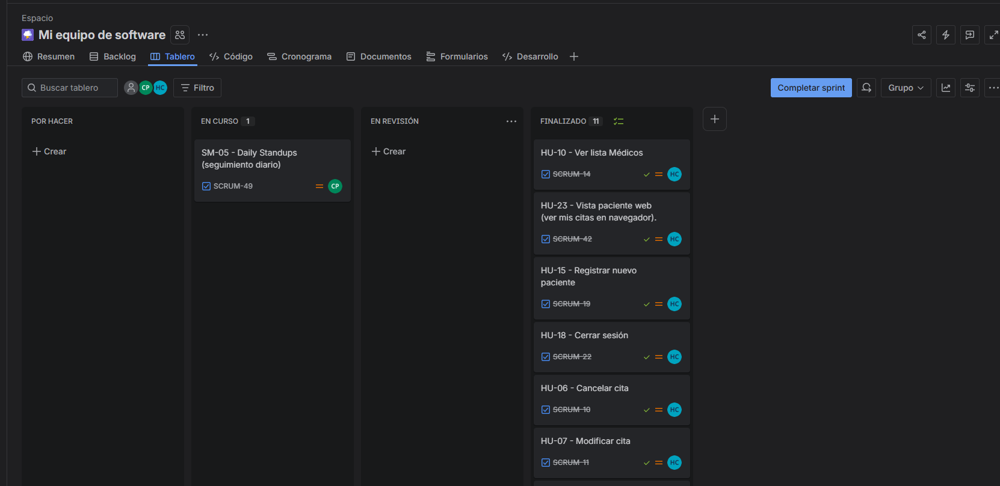 Espacio
Mi equipo de software
Resumen
Backlog
Tablero
Código
Cronograma
Documentos
Formularios
Desarrollo
Buscar tablero
CP
HC
Filtro
Completar sprint
Grupo
POR HACER
Crear
EN CURSO 1
SM-05 - Daily Standups
(seguimiento diario)
SCRUM-49
CP
EN REVISIÓN
Crear
FINALIZADO 11
HU-10 - Ver lista Médicos
SCRUM-14
HC
HU-23 - Vista paciente web
(ver mis citas en navegador).
SCRUM-42
HC
HU-15 - Registrar nuevo
paciente
SCRUM-19
HC
HU-18 - Cerrar sesión
SCRUM-22
HC
HU-06 - Cancelar cita
SCRUM-10
HC
HU-07 - Modificar cita
SCRUM-11
HC